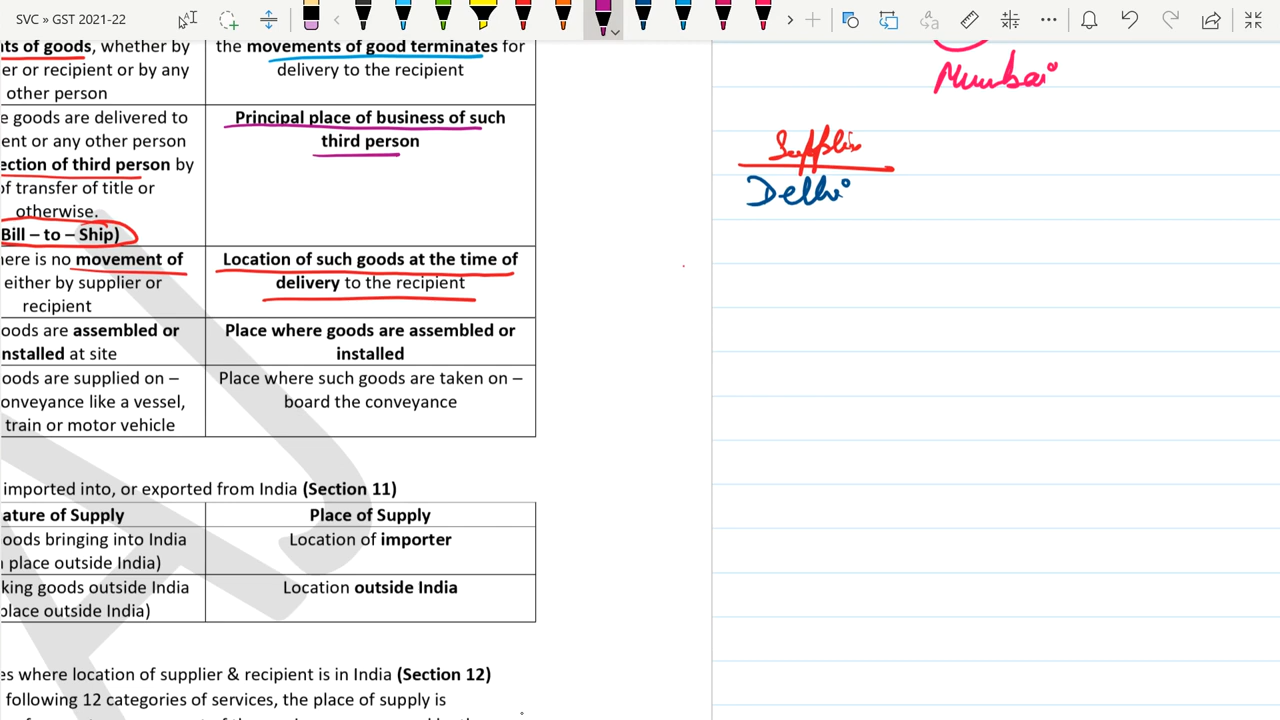 SVC » GST 2021-22
ts of goods, whether by
er or recipient or by any
other person
the movements of good terminates for
delivery to the recipient
e goods are delivered to
ent or any other person
ection of third person by
of transfer of title or
otherwise.
Bill – to – Ship)
Principal place of business of such
third person
ere is no movement of
either by supplier or
recipient
Location of such goods at the time of
delivery to the recipient
oods are assembled or
nstalled at site
Place where goods are assembled or
installed
oods are supplied on –
onveyance like a vessel,
train or motor vehicle
Place where such goods are taken on –
board the conveyance
imported into, or exported from India (Section 11)
ature of Supply
Place of Supply
oods bringing into India
place outside India)
Location of importer
king goods outside India
place outside India)
Location outside India
es where location of supplier & recipient is in India (Section 12)
following 12 categories of services, the place of supply is
Mumbai
Delhi